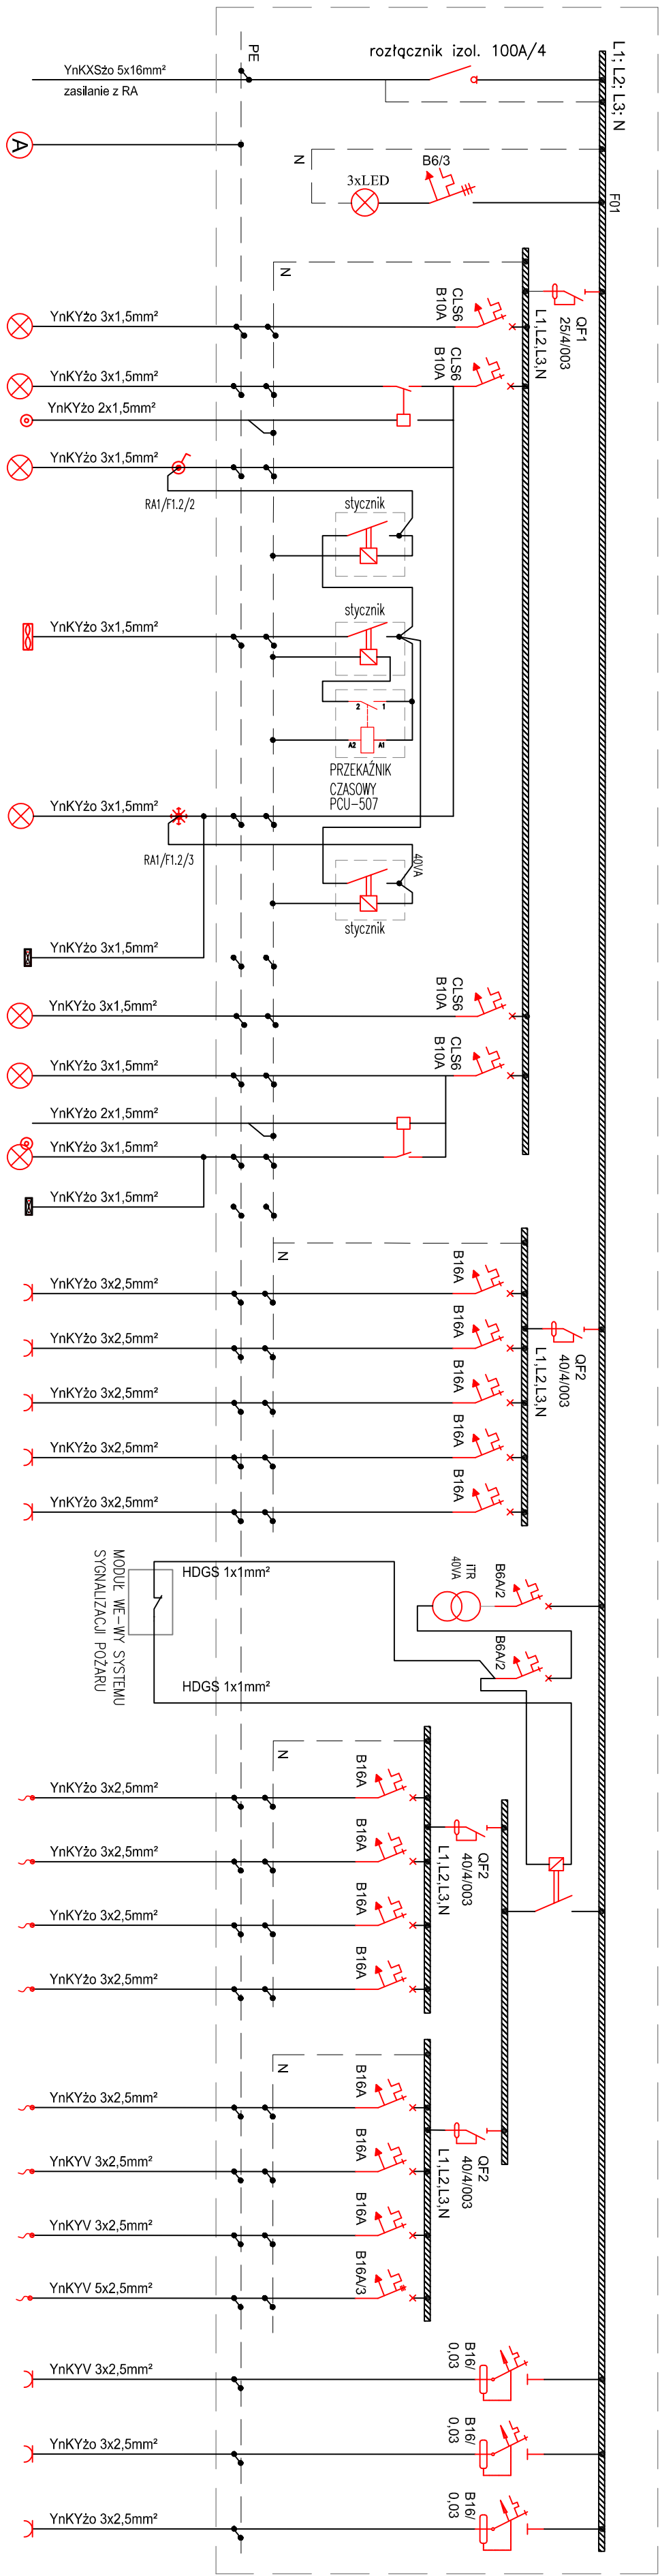 L1; L2; L3; N
rozłącznik izol. 100A/4
PE
YnKXSżo 5x16mm²
zasilanie z RA
A
N
B6/3
3xLED
F01
N
QF1
25/4/003
L1,L2,L3,N
CLS6
B10A
YnKYżo 3x1,5mm²
CLS6
B10A
YnKYżo 3x1,5mm²
YnKYżo 2x1,5mm²
YnKYżo 3x1,5mm²
RA1/F1.2/2
stycznik
stycznik
YnKYżo 3x1,5mm²
2 1
A2 A1
PRZEKAŹNIK
CZASOWY
PCU-507
YnKYżo 3x1,5mm²
RA1/F1.2/3
40VA
stycznik
YnKYżo 3x1,5mm²
CLS6
B10A
YnKYżo 3x1,5mm²
CLS6
B10A
YnKYżo 3x1,5mm²
YnKYżo 2x1,5mm²
YnKYżo 3x1,5mm²
YnKYżo 3x1,5mm²
N
QF2
40/4/003
L1,L2,L3,N
B16A
YnKYżo 3x2,5mm²
B16A
YnKYżo 3x2,5mm²
B16A
YnKYżo 3x2,5mm²
B16A
YnKYżo 3x2,5mm²
B16A
YnKYżo 3x2,5mm²
MODUŁ WE-WY SYSTEMU
SYGNALIZACJI POŻARU
HDGS 1x1mm²
iTR
40VA
B6A/2
B6A/2
HDGS 1x1mm²
N
QF2
40/4/003
L1,L2,L3,N
B16A
YnKYżo 3x2,5mm²
B16A
YnKYżo 3x2,5mm²
B16A
YnKYżo 3x2,5mm²
B16A
YnKYżo 3x2,5mm²
N
QF2
40/4/003
L1,L2,L3,N
B16A
YnKYżo 3x2,5mm²
B16A
YnKYV 3x2,5mm²
B16A
YnKYV 3x2,5mm²
B16A/3
YnKYV 5x2,5mm²
B16/
0,03
YnKYV 3x2,5mm²
B16/
0,03
YnKYżo 3x2,5mm²
B16/
0,03
YnKYżo 3x2,5mm²